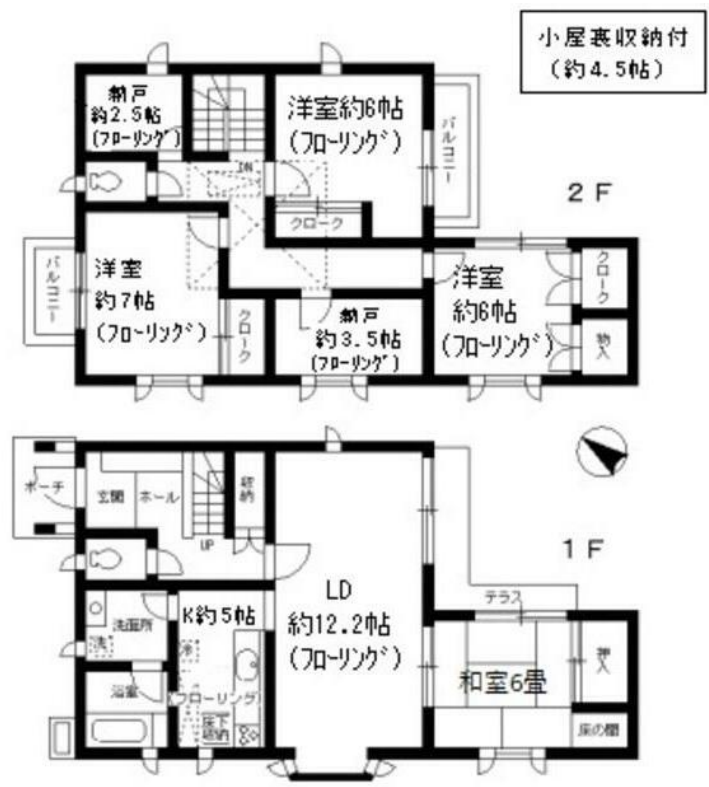 小屋裏収納付
(約4.5帖)
納戸
約2.5帖
(フローリング)
洋室約6帖
(フローリング)
バルコニー
DN
クローク
2F
バルコニー
洋室
約7帖
(フローリング)
クローク
納戸
約3.5帖
(フローリング)
洋室
約6帖
(フローリング)
クローク
物入
ポーチ
玄関
ホール
収納
UP
1F
LD
約12.2帖
(フローリング)
テラス
K約5帖
洗面所
洗
冷
(フローリング)
床下
収納
浴室
和室6畳
押入
床の間